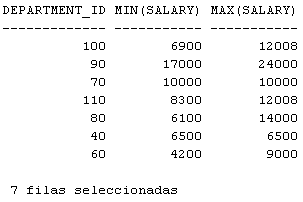 DEPARTMENT_ID MIN(SALARY) MAX(SALARY)
------------- ----------- -----------
100 6900 12008
90 17000 24000
70 10000 10000
110 8300 12008
80 6100 14000
40 6500 6500
60 4200 9000
7 filas seleccionadas